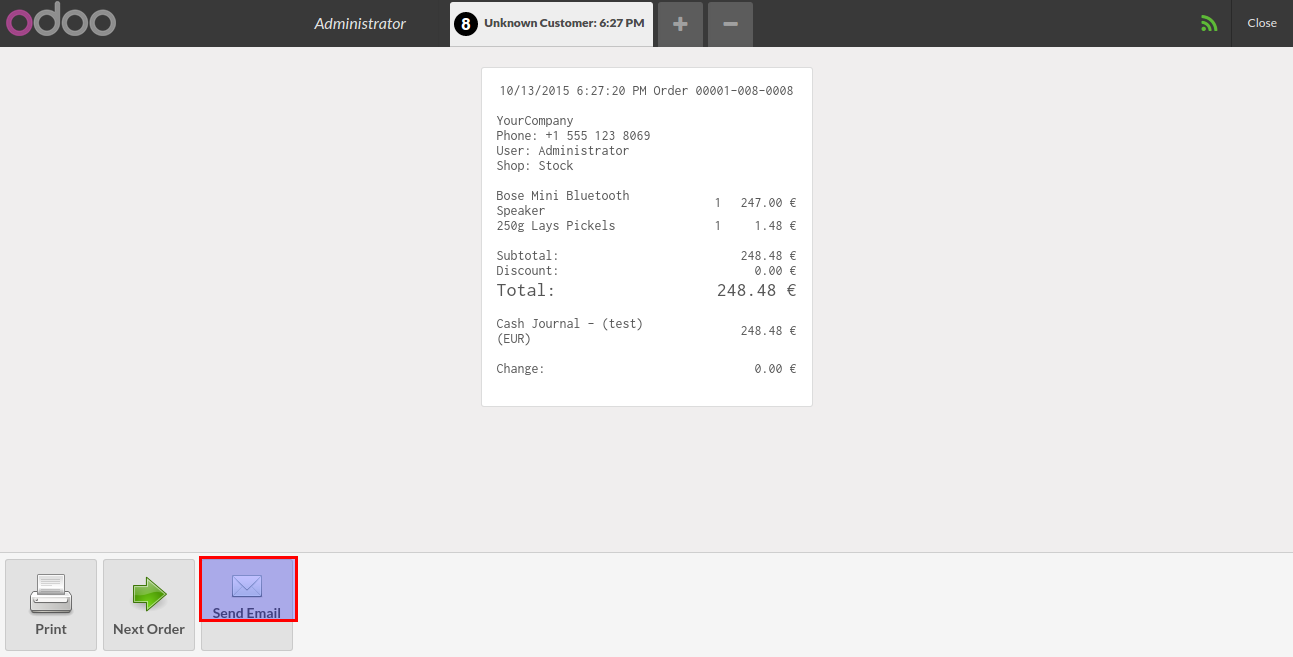 odoo
Administrator
8 Unknown Customer: 6:27 PM
+
−
Close
10/13/2015 6:27:20 PM Order 00001-008-0008
YourCompany
Phone: +1 555 123 8069
User: Administrator
Shop: Stock
Bose Mini Bluetooth
Speaker 1 247.00 €
250g Lays Pickels 1 1.48 €
Subtotal: 248.48 €
Discount: 0.00 €
Total: 248.48 €
Cash Journal - (test)
(EUR) 248.48 €
Change: 0.00 €
Print
Next Order
Send Email